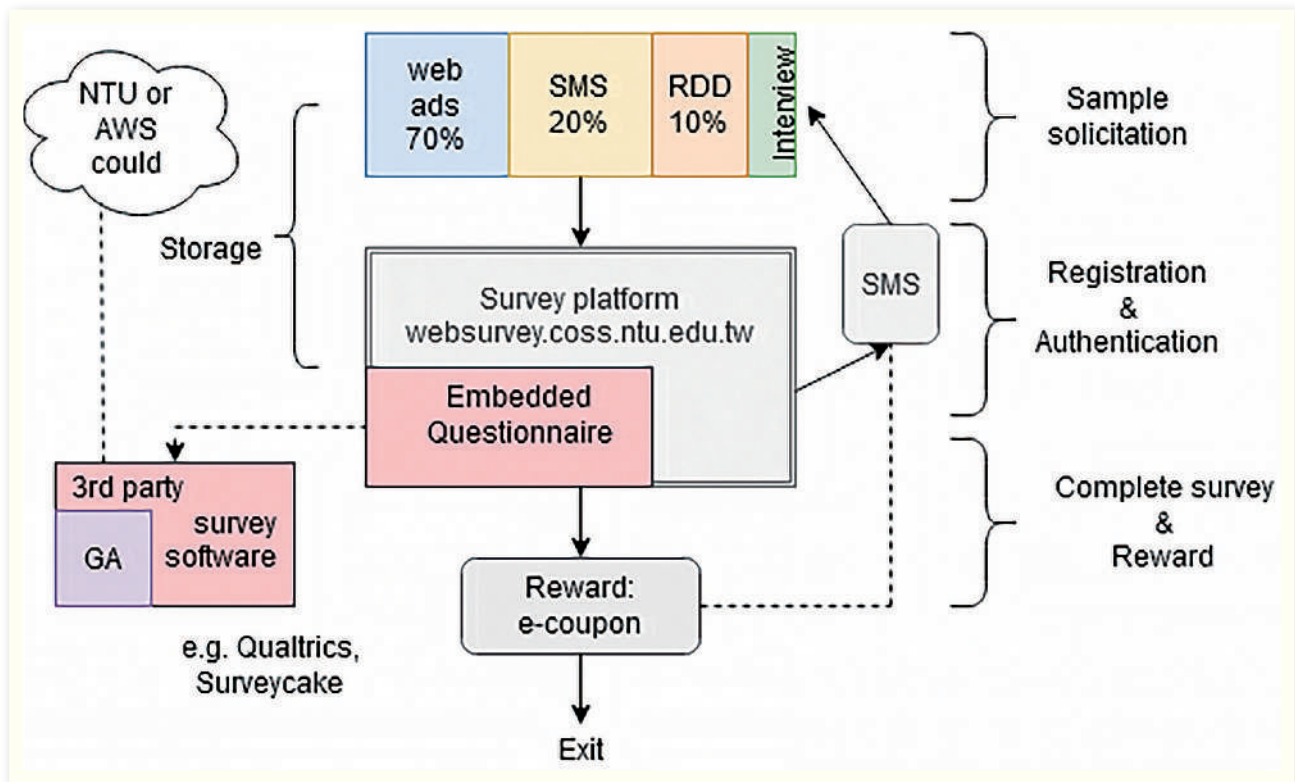 NTU or
AWS
could
web
ads
70%
SMS
20%
RDD
10%
Interview
Sample
solicitation
Storage
Survey platform
websurvey.coss.ntu.edu.tw
SMS
Registration
&
Authentication
Embedded
Questionnaire
3rd party
survey
software
GA
e.g. Qualtrics,
Surveycake
Reward:
e-coupon
Complete survey
&
Reward
Exit